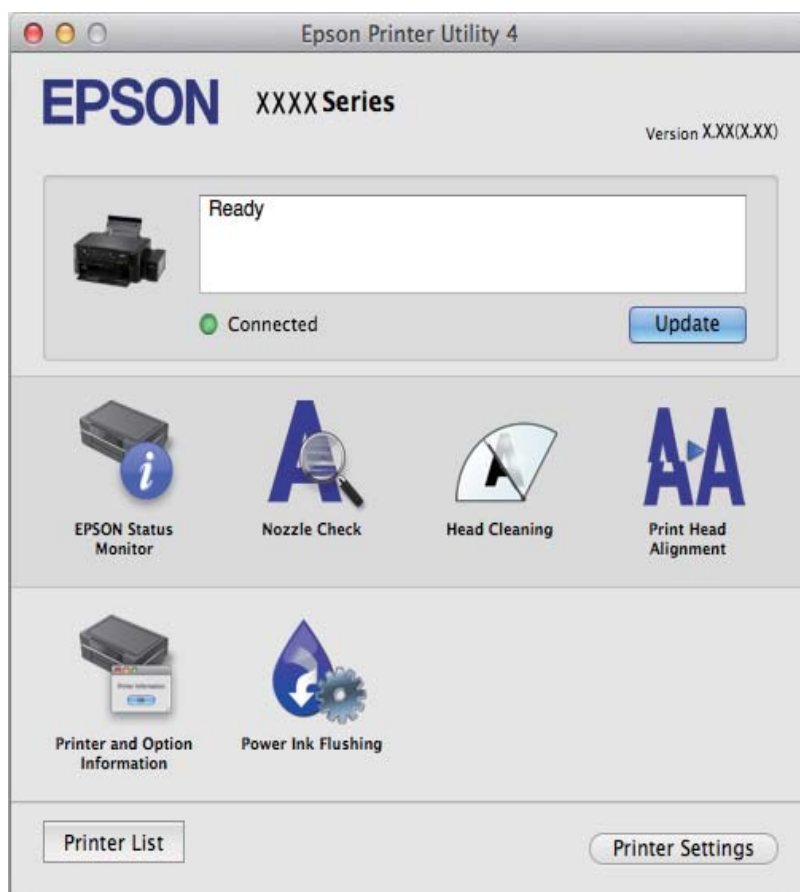 Epson Printer Utility 4
EPSON XXXX Series
Version X.XX(X.XX)
Ready
Connected
Update
EPSON Status
Monitor
Nozzle Check
Head Cleaning
Print Head
Alignment
Printer and Option
Information
Power Ink Flushing
Printer List
Printer Settings